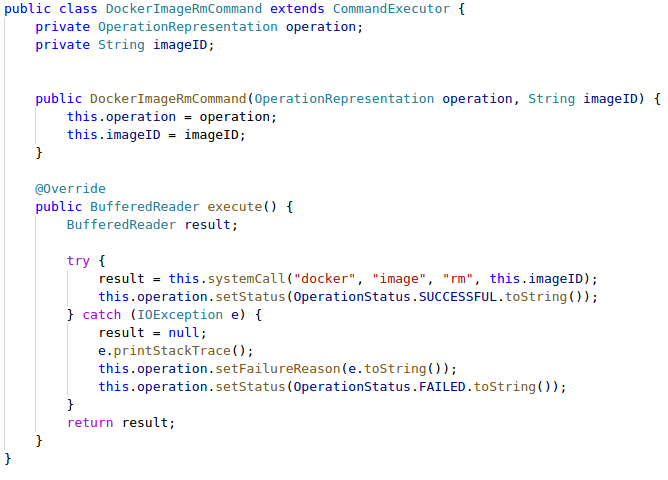 public class DockerImageRmCommand extends CommandExecutor {
    private OperationRepresentation operation;
    private String imageID;
    public DockerImageRmCommand(OperationRepresentation operation, String imageID) {
        this.operation = operation;
        this.imageID = imageID;
    }
    @Override
    public BufferedReader execute() {
        BufferedReader result;
        try {
            result = this.systemCall("docker", "image", "rm", this.imageID);
            this.operation.setStatus(OperationStatus.SUCCESSFUL.toString());
        } catch (IOException e) {
            result = null;
            e.printStackTrace();
            this.operation.setFailureReason(e.toString());
            this.operation.setStatus(OperationStatus.FAILED.toString());
        }
        return result;
    }
}